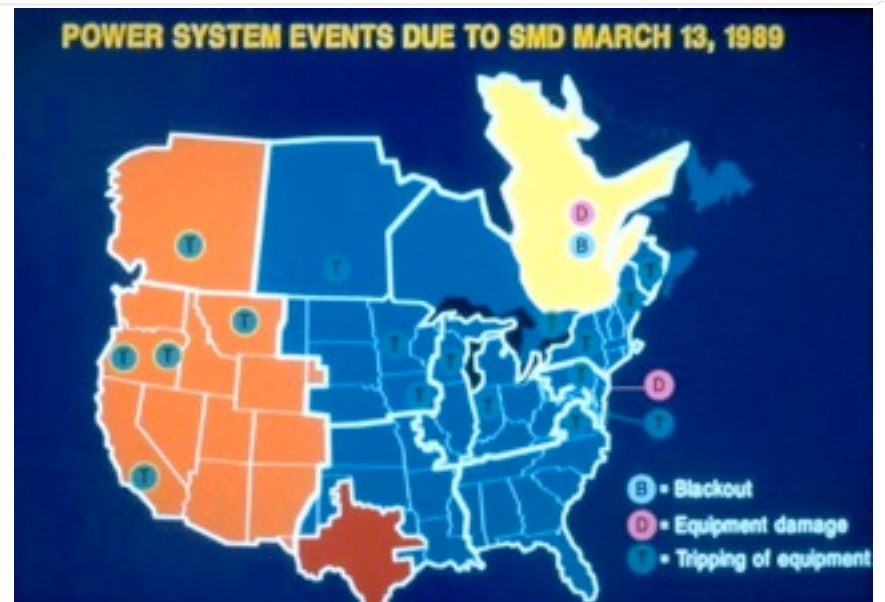 POWER SYSTEM EVENTS DUE TO SMD MARCH 13, 1989
D
B
T
T
T
T
T
T
T
T
T
T
T
T
T
T
D
T
T
T
B = Blackout
D = Equipment damage
T = Tripping of equipment